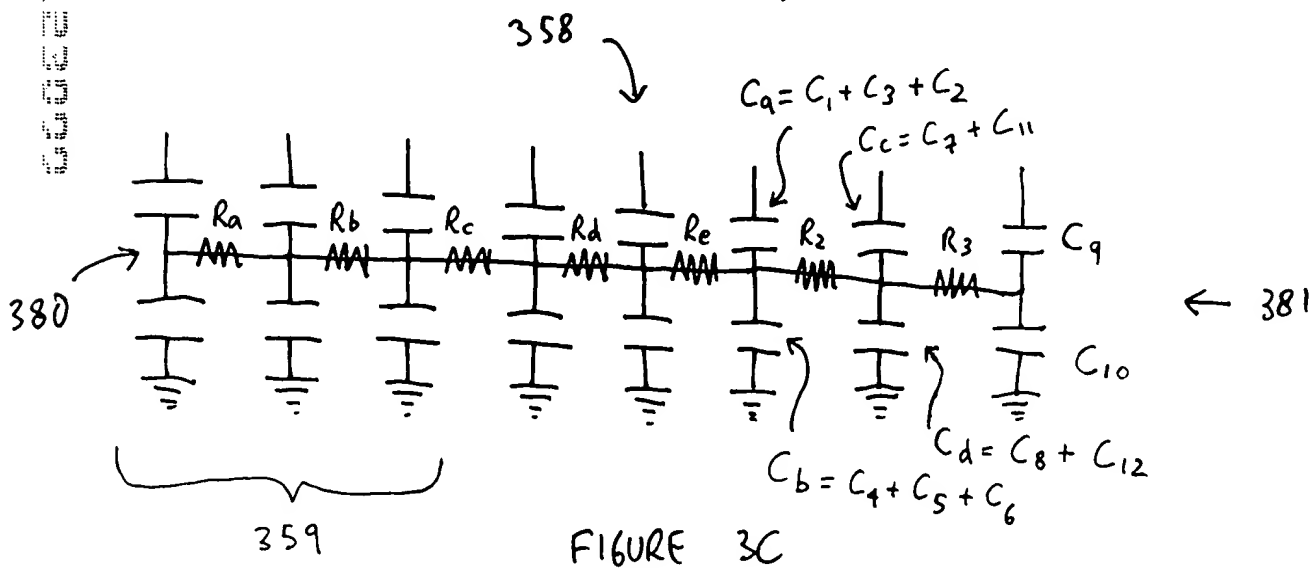 358
Ca = C1 + C3 + C2
Cc = C7 + C11
Ra
Rb
Rc
Rd
Re
R2
R3
C9
380
381
C10
Cd = C8 + C12
Cb = C4 + C5 + C6
359
FIGURE 3C